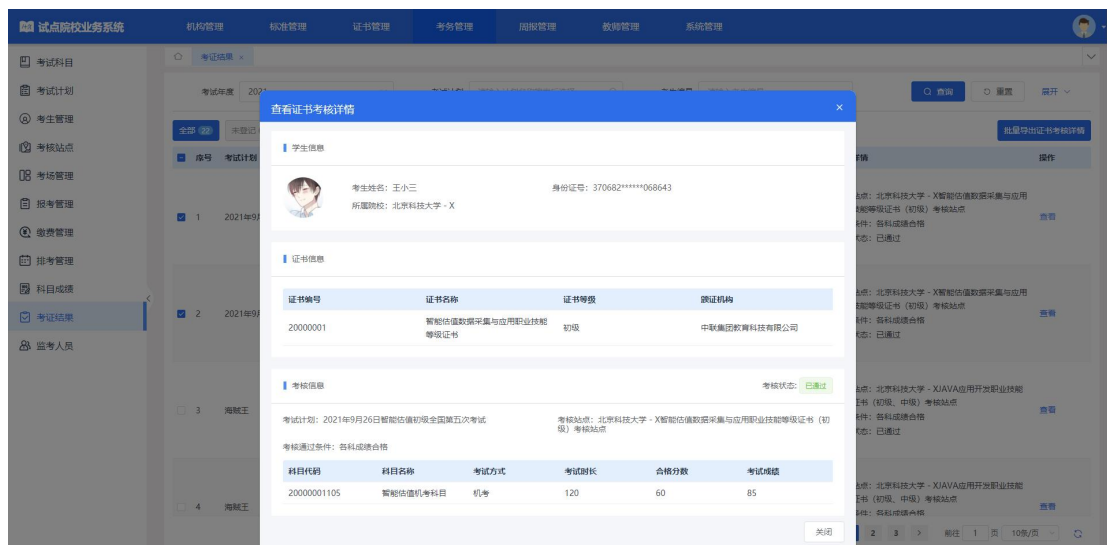 试点院校业务系统
机构管理 标准管理 证书管理 考务管理 周报管理 教师管理 系统管理
考试科目
考试计划
考生管理
考核站点
考场管理
报考管理
缴费管理
排考管理
科目成绩
考证结果
监考人员
考证结果 ×
考试年度 2021
查询 重置 展开
全部 22 未登记
批量导出证书考核详情
序号 考试计划 操作
1 2021年9月
站点：北京科技大学 - X智能估值数据采集与应用
技能等级证书（初级）考核站点
条件：各科成绩合格
状态：已通过
查看
2 2021年9月
站点：北京科技大学 - X智能估值数据采集与应用
技能等级证书（初级）考核站点
条件：各科成绩合格
状态：已通过
查看
3 海贼王
站点：北京科技大学 - XJAVA应用开发职业技能
证书（初级、中级）考核站点
条件：各科成绩合格
状态：已通过
查看
4 海贼王
站点：北京科技大学 - XJAVA应用开发职业技能
证书（初级、中级）考核站点
条件：各科成绩合格
查看
2 3 > 前往 1 页 10条/页
查看证书考核详情 ×
学生信息
考生姓名：王小三 身份证号：370682******068643
所属院校：北京科技大学 - X
证书信息
证书编号 证书名称 证书等级 颁证机构
20000001 智能估值数据采集与应用职业技能等级证书 初级 中联集团教育科技有限公司
考核信息 考核状态：已通过
考试计划：2021年9月26日智能估值初级全国第五次考试 考核站点：北京科技大学 - X智能估值数据采集与应用职业技能等级证书（初
级）考核站点
考核通过条件：各科成绩合格
科目代码 科目名称 考试方式 考试时长 合格分数 考试成绩
20000001105 智能估值机考科目 机考 120 60 85
关闭